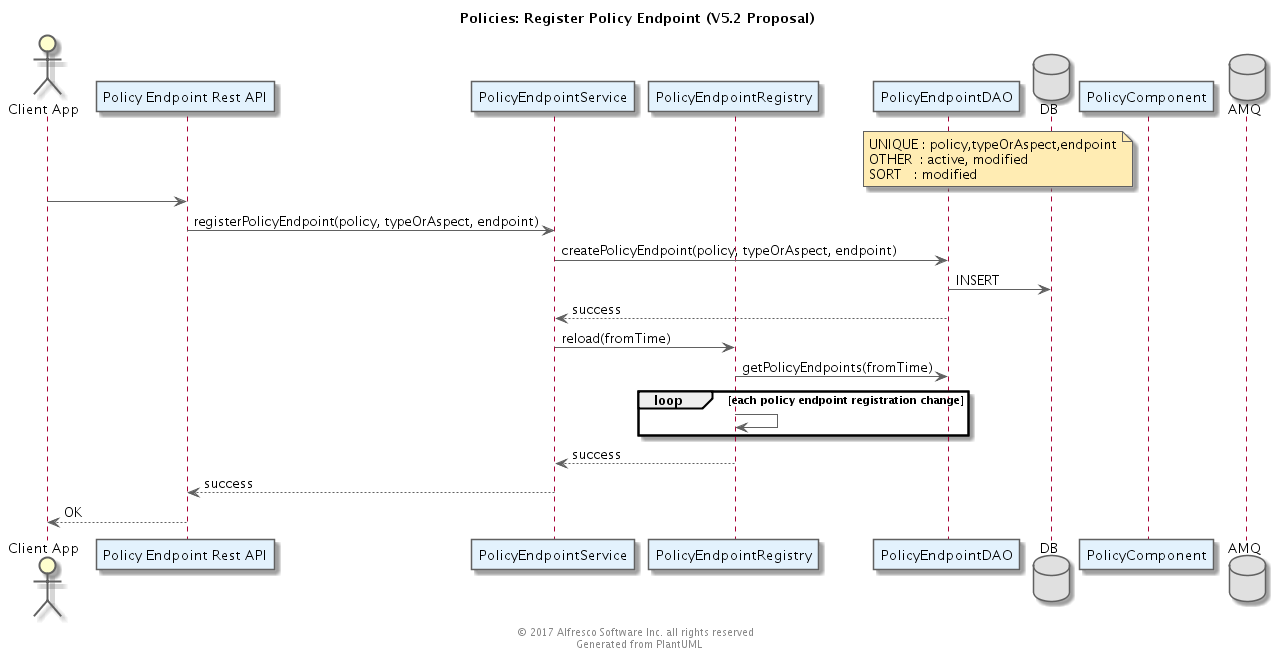 Policies: Register Policy Endpoint (V5.2 Proposal)
Client App
Policy Endpoint Rest API
PolicyEndpointService
PolicyEndpointRegistry
PolicyEndpointDAO
DB
PolicyComponent
AMQ
UNIQUE : policy,typeOrAspect,endpoint
OTHER : active, modified
SORT : modified
registerPolicyEndpoint(policy, typeOrAspect, endpoint)
createPolicyEndpoint(policy, typeOrAspect, endpoint)
INSERT
success
reload(fromTime)
getPolicyEndpoints(fromTime)
loop [each policy endpoint registration change]
success
success
OK
Client App
Policy Endpoint Rest API
PolicyEndpointService
PolicyEndpointRegistry
PolicyEndpointDAO
DB
PolicyComponent
AMQ
© 2017 Alfresco Software Inc. all rights reserved
Generated from PlantUML